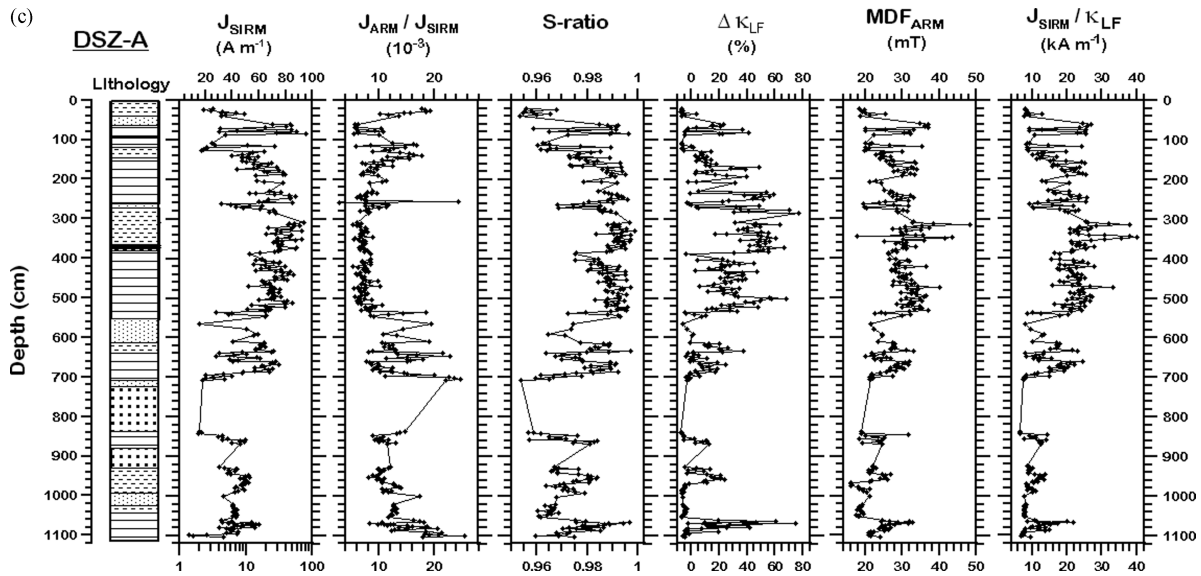 (c)
DSZ-A
J_SIRM
(A m⁻¹)
J_ARM / J_SIRM
(10⁻³)
S-ratio
Δ κ_LF
(%)
MDF_ARM
(mT)
J_SIRM / κ_LF
(kA m⁻¹)
Lithology
20 40 60 80 100
10 20
0.96 0.98 1
0 20 40 60 80
20 30 40 50
10 20 30 40
Depth (cm)
0 0
100 100
200 200
300 300
400 400
500 500
600 600
700 700
800 800
900 900
1000 1000
1100 1100
1 10 100
10 20
0.96 0.98 1
0 20 40 60 80
20 30 40 50
10 20 30 40